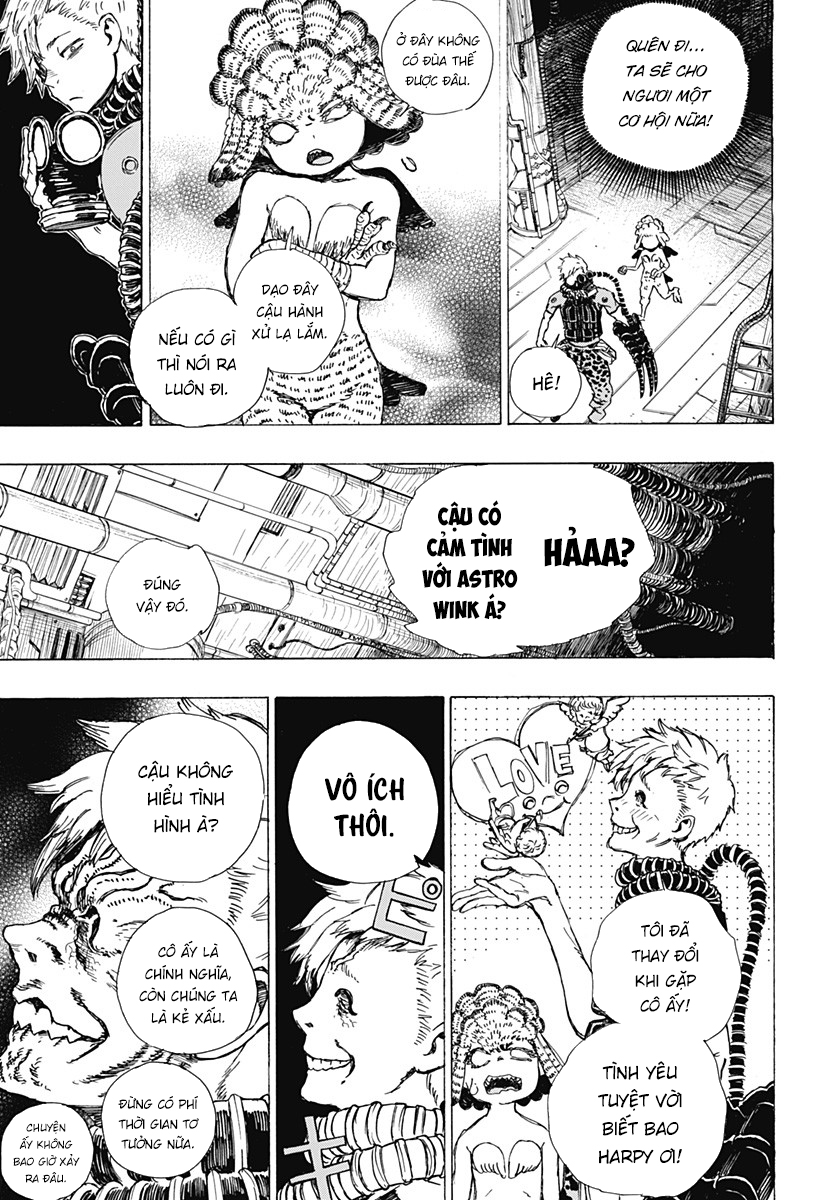 QUÊN ĐI...
TA SẼ CHO
NGƯƠI MỘT
CƠ HỘI NỮA!
HÊ!
Ở ĐÂY KHÔNG
CÓ ĐÙA THẾ
ĐƯỢC ĐÂU.
DẠO ĐÂY
CẬU HÀNH
XỬ LẠ LẮM.
NẾU CÓ GÌ
THÌ NÓI RA
LUÔN ĐI.
HẢAA?
CẬU CÓ
CẢM TÌNH
VỚI ASTRO
WINK Á?
ĐÚNG
VẬY ĐÓ.
LOVE
TÔI ĐÃ
THAY ĐỔI
KHI GẶP
CÔ ẤY!
TÌNH YÊU
TUYỆT VỜI
BIẾT BAO
HARPY ƠI!
VÔ ÍCH
THÔI.
CẬU KHÔNG
HIỂU TÌNH
HÌNH À?
CÔ ẤY LÀ
CHÍNH NGHĨA,
CÒN CHÚNG TA
LÀ KẺ XẤU.
ĐỪNG CÓ PHÍ
THỜI GIAN TƠ
TƯỞNG NỮA.
CHUYỆN
ẤY KHÔNG
BAO GIỜ XẢY
RA ĐÂU.